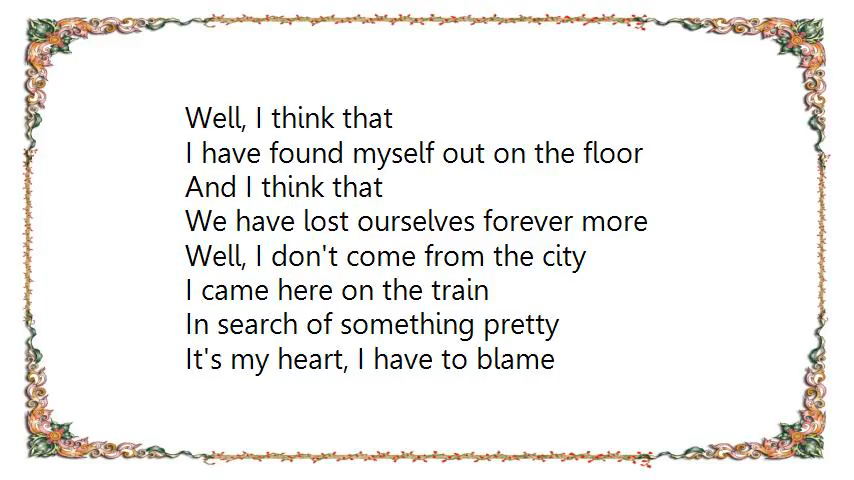 Well, I think that
I have found myself out on the floor
And I think that
We have lost ourselves forever more
Well, I don't come from the city
I came here on the train
In search of something pretty
It's my heart, I have to blame